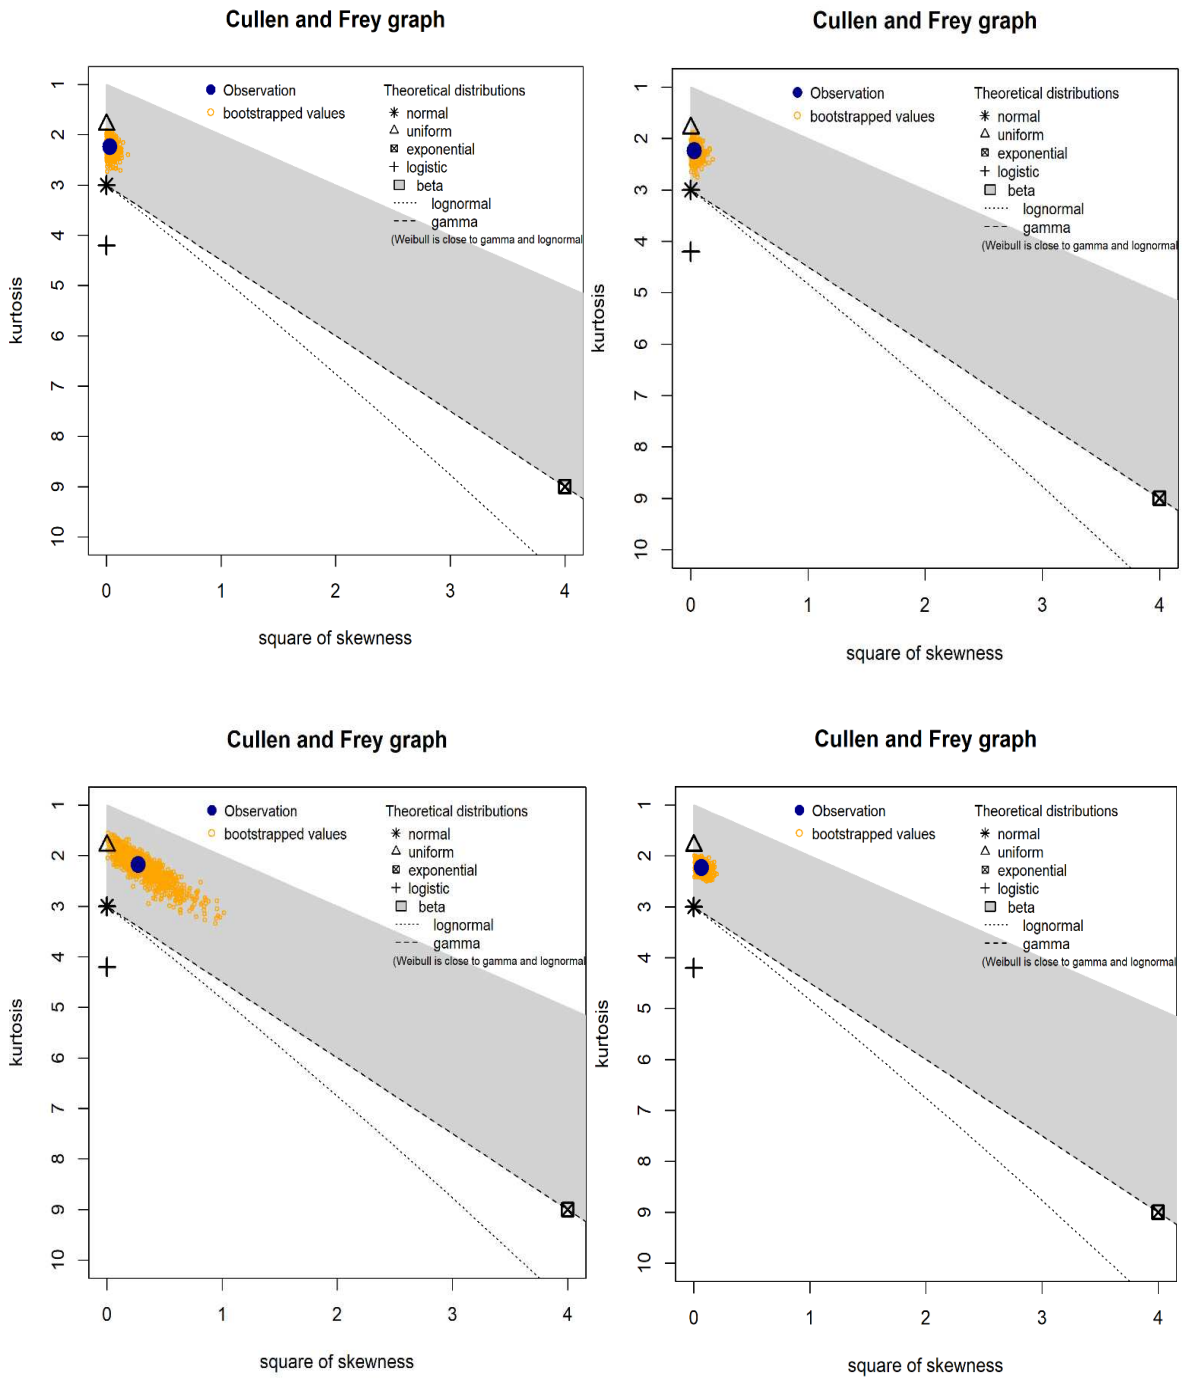 Cullen and Frey graph
Observation
bootstrapped values
Theoretical distributions
normal
uniform
exponential
logistic
beta
lognormal
gamma
(Weibull is close to gamma and lognormal
kurtosis
1
2
3
4
5
6
7
8
9
10
0 1 2 3 4
square of skewness
Cullen and Frey graph
Observation
bootstrapped values
Theoretical distributions
normal
uniform
exponential
logistic
beta
lognormal
gamma
(Weibull is close to gamma and lognormal
kurtosis
1
2
3
4
5
6
7
8
9
10
0 1 2 3 4
square of skewness
Cullen and Frey graph
Observation
bootstrapped values
Theoretical distributions
normal
uniform
exponential
logistic
beta
lognormal
gamma
(Weibull is close to gamma and lognormal
kurtosis
1
2
3
4
5
6
7
8
9
10
0 1 2 3 4
square of skewness
Cullen and Frey graph
Observation
bootstrapped values
Theoretical distributions
normal
uniform
exponential
logistic
beta
lognormal
gamma
(Weibull is close to gamma and lognormal
kurtosis
1
2
3
4
5
6
7
8
9
10
0 1 2 3 4
square of skewness